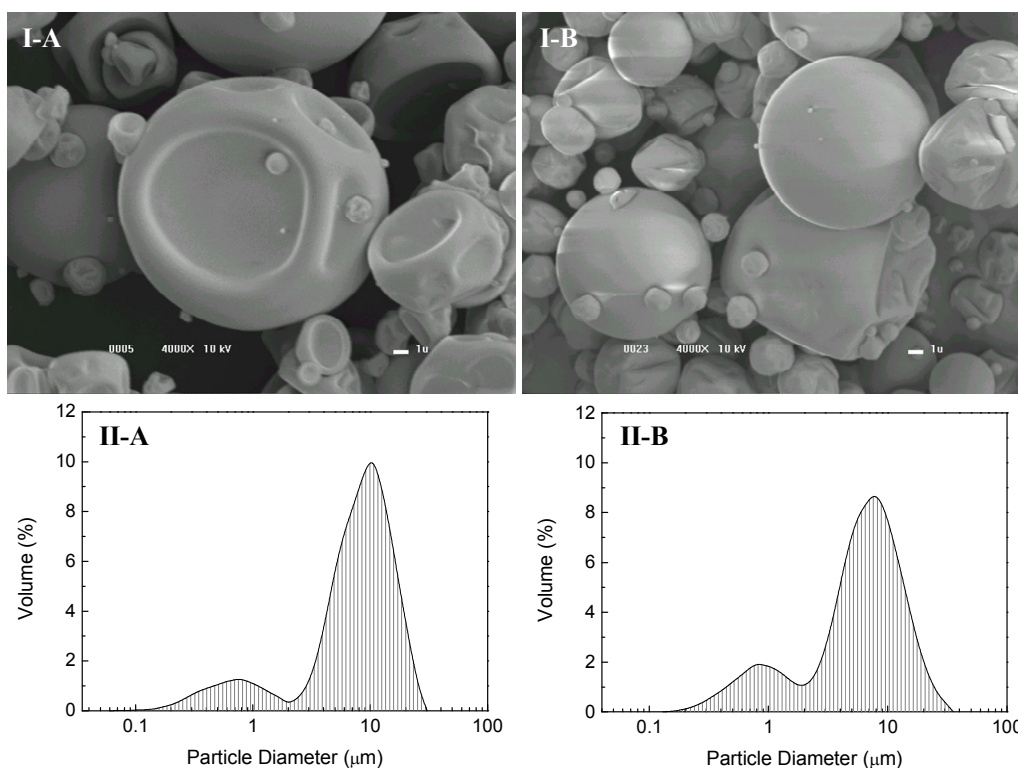 I-A
I-B
0005 4000X 10 kV 1u
0023 4000X 10 kV 1u
12
II-A
10
8
6
4
2
0
Volume (%)
0.1 1 10 100
Particle Diameter (μm)
12
II-B
10
8
6
4
2
0
Volume (%)
0.1 1 10 100
Particle Diameter (μm)